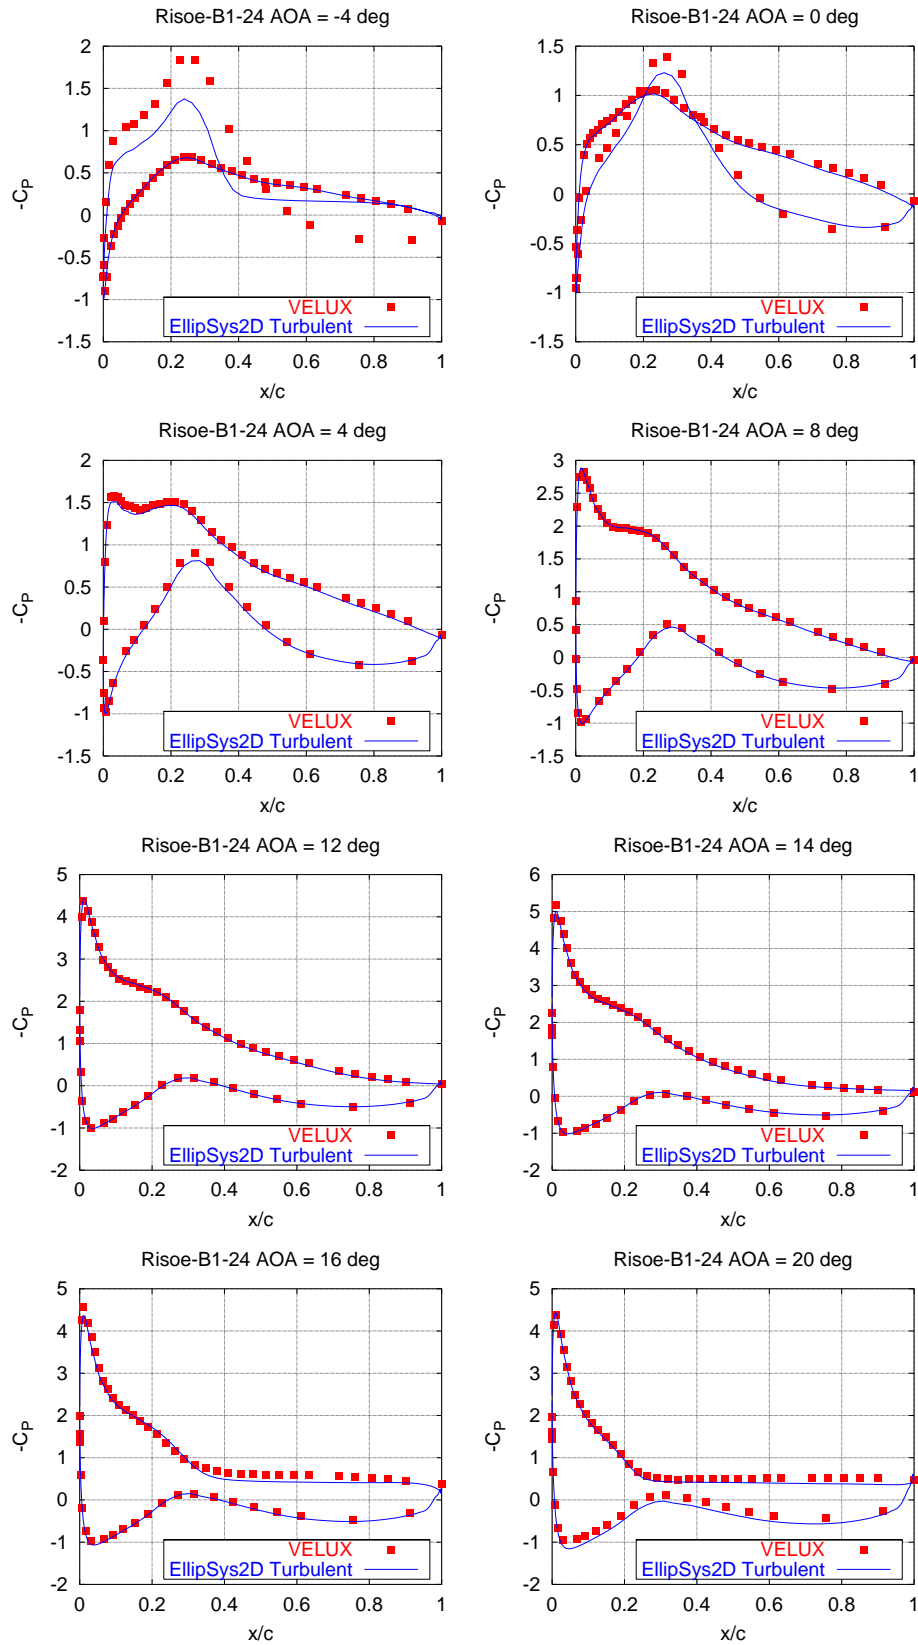 Risoe-B1-24 AOA = -4 deg
2
1.5
1
0.5
0
-0.5
-1
-1.5
-CP
VELUX
EllipSys2D Turbulent
0 0.2 0.4 0.6 0.8 1
x/c
Risoe-B1-24 AOA = 0 deg
1.5
1
0.5
0
-0.5
-1
-1.5
-CP
VELUX
EllipSys2D Turbulent
0 0.2 0.4 0.6 0.8 1
x/c
Risoe-B1-24 AOA = 4 deg
2
1.5
1
0.5
0
-0.5
-1
-1.5
-CP
VELUX
EllipSys2D Turbulent
0 0.2 0.4 0.6 0.8 1
x/c
Risoe-B1-24 AOA = 8 deg
3
2.5
2
1.5
1
0.5
0
-0.5
-1
-1.5
-CP
VELUX
EllipSys2D Turbulent
0 0.2 0.4 0.6 0.8 1
x/c
Risoe-B1-24 AOA = 12 deg
5
4
3
2
1
0
-1
-2
-CP
VELUX
EllipSys2D Turbulent
0 0.2 0.4 0.6 0.8 1
x/c
Risoe-B1-24 AOA = 14 deg
6
5
4
3
2
1
0
-1
-2
-CP
VELUX
EllipSys2D Turbulent
0 0.2 0.4 0.6 0.8 1
x/c
Risoe-B1-24 AOA = 16 deg
5
4
3
2
1
0
-1
-2
-CP
VELUX
EllipSys2D Turbulent
0 0.2 0.4 0.6 0.8 1
x/c
Risoe-B1-24 AOA = 20 deg
5
4
3
2
1
0
-1
-2
-CP
VELUX
EllipSys2D Turbulent
0 0.2 0.4 0.6 0.8 1
x/c